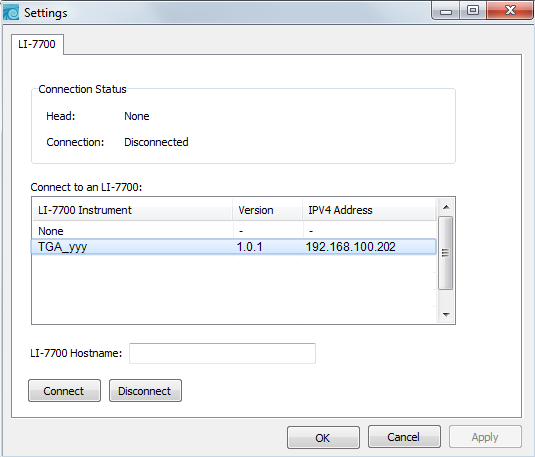 Settings
LI-7700
Connection Status
Head: None
Connection: Disconnected
Connect to an LI-7700:
LI-7700 Instrument Version IPV4 Address
None - -
TGA_yyy 1.0.1 192.168.100.202
LI-7700 Hostname:
Connect Disconnect
OK Cancel Apply